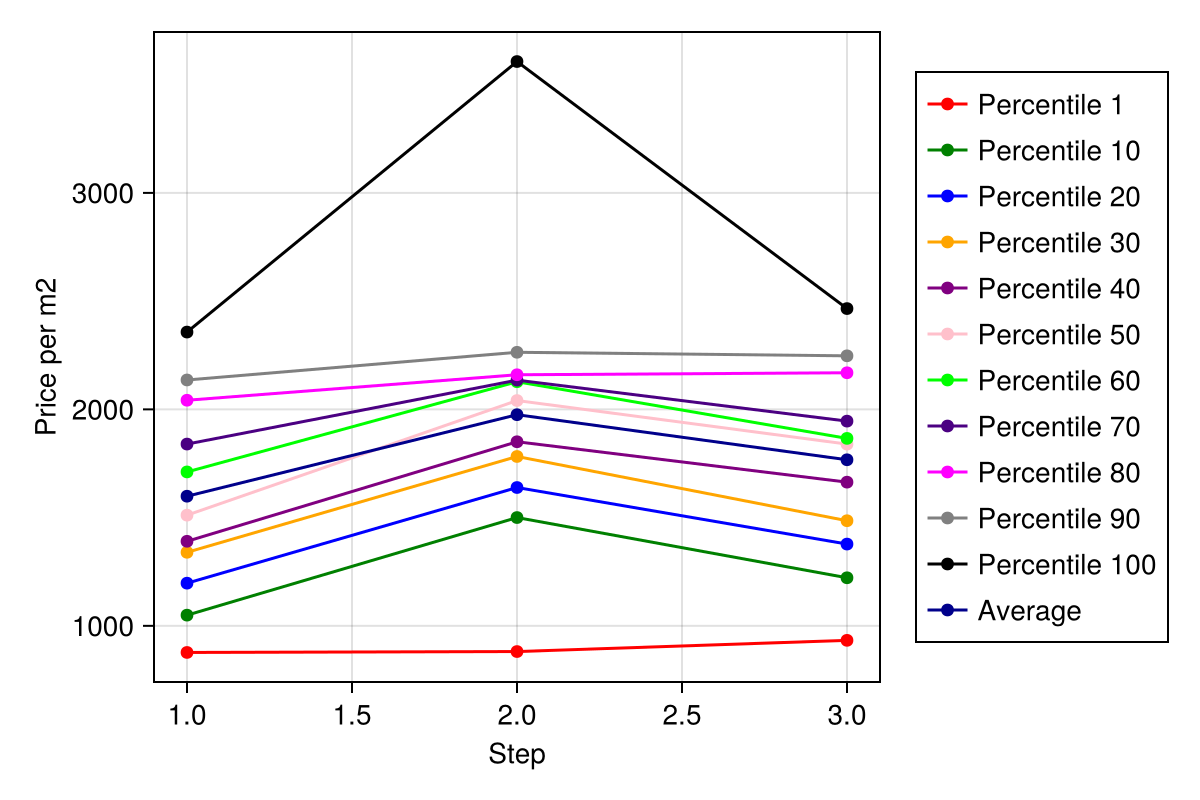 3000
2000
1000
Price per m2
1.0 1.5 2.0 2.5 3.0
Step
Percentile 1
Percentile 10
Percentile 20
Percentile 30
Percentile 40
Percentile 50
Percentile 60
Percentile 70
Percentile 80
Percentile 90
Percentile 100
Average